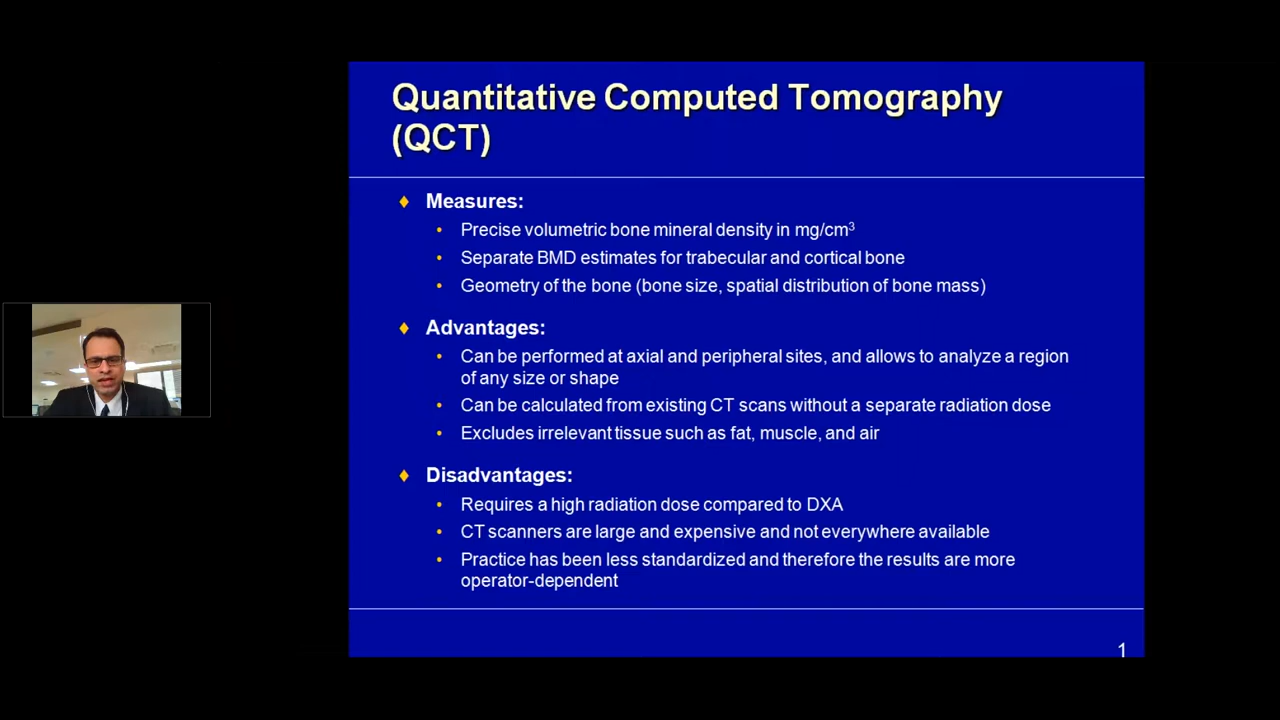 Quantitative Computed Tomography
(QCT)
♦ Measures:
• Precise volumetric bone mineral density in mg/cm³
• Separate BMD estimates for trabecular and cortical bone
• Geometry of the bone (bone size, spatial distribution of bone mass)
♦ Advantages:
• Can be performed at axial and peripheral sites, and allows to analyze a region
of any size or shape
• Can be calculated from existing CT scans without a separate radiation dose
• Excludes irrelevant tissue such as fat, muscle, and air
♦ Disadvantages:
• Requires a high radiation dose compared to DXA
• CT scanners are large and expensive and not everywhere available
• Practice has been less standardized and therefore the results are more
operator-dependent
1